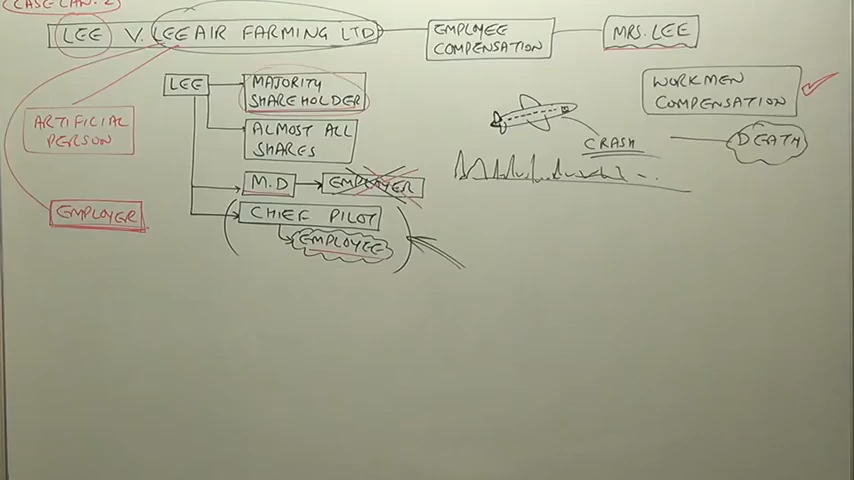 CASE LAW. 2
LEE V. LEE AIR FARMING LTD
EMPLOYEE
COMPENSATION
MRS. LEE
LEE
MAJORITY
SHAREHOLDER
ALMOST ALL
SHARES
M.D
EMPLOYER
CHIEF PILOT
EMPLOYEE
ARTIFICIAL
PERSON
EMPLOYER
WORKMEN
COMPENSATION
CRASH
DEATH